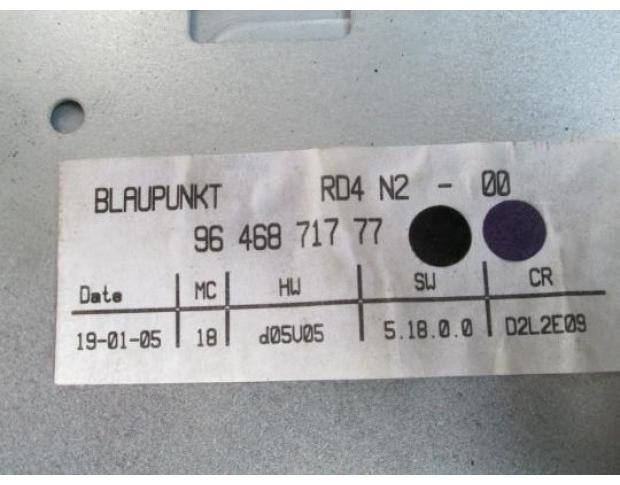 BLAUPUNKT RD4 N2 - 00
96 468 717 77
Date MC HW SW CR
19-01-05 18 d05V05 5.18.0.0 D2L2E09